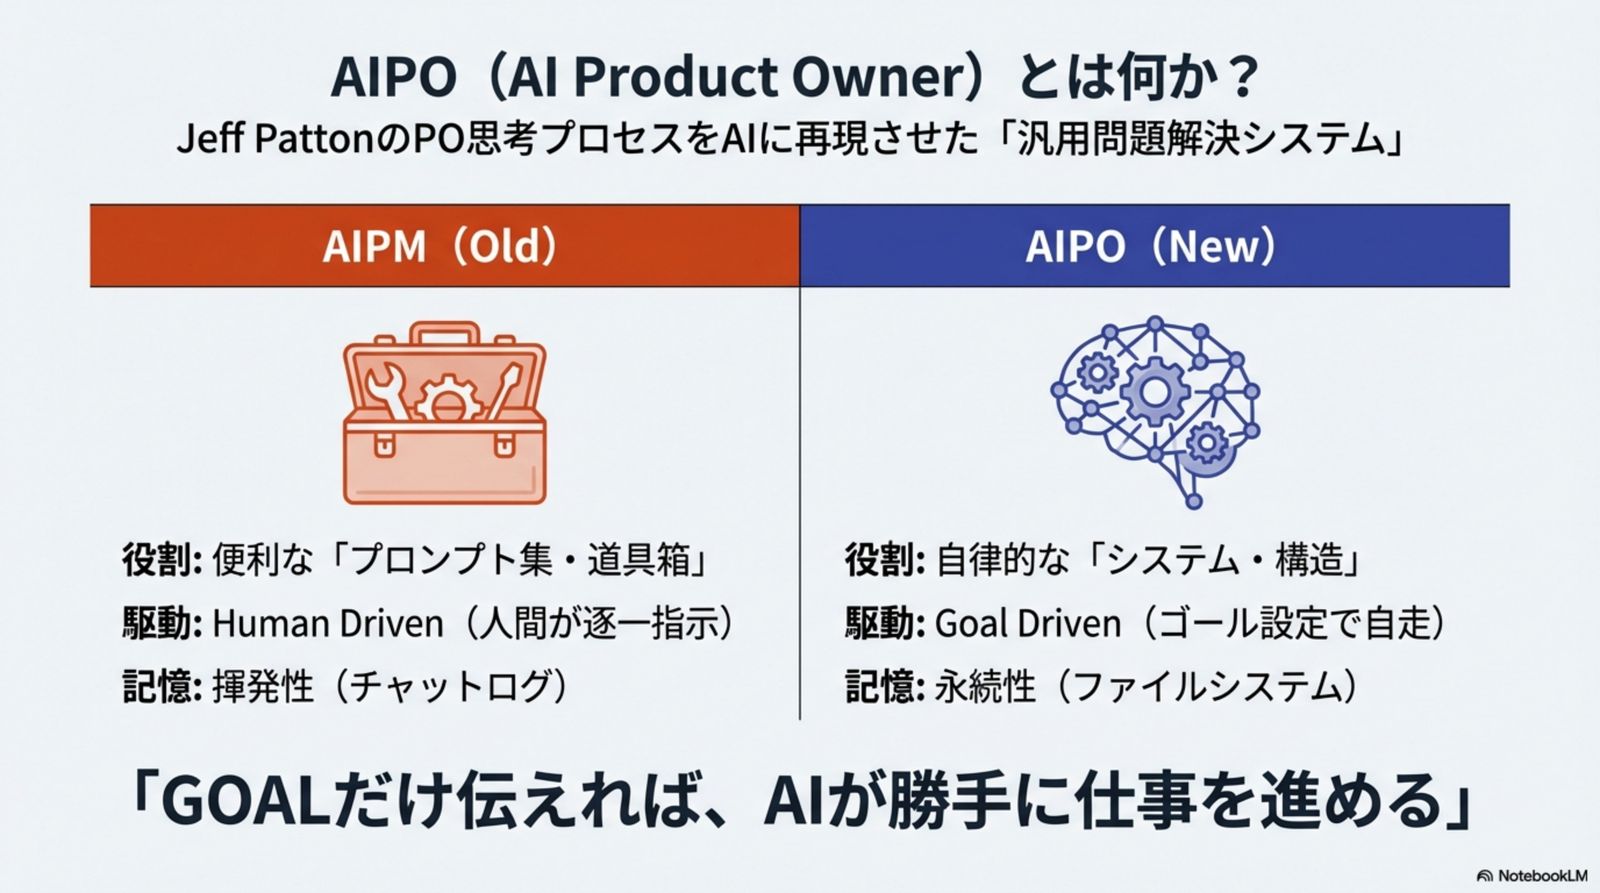 AIPO（AI Product Owner）とは何か？
Jeff PattonのPO思考プロセスをAIに再現させた「汎用問題解決システム」
AIPM（Old）
AIPO（New）
役割: 便利な「プロンプト集・道具箱」
駆動: Human Driven（人間が逐一指示）
記憶: 揮発性（チャットログ）
役割: 自律的な「システム・構造」
駆動: Goal Driven（ゴール設定で自走）
記憶: 永続性（ファイルシステム）
「GOALだけ伝えれば、AIが勝手に仕事を進める」
NotebookLM